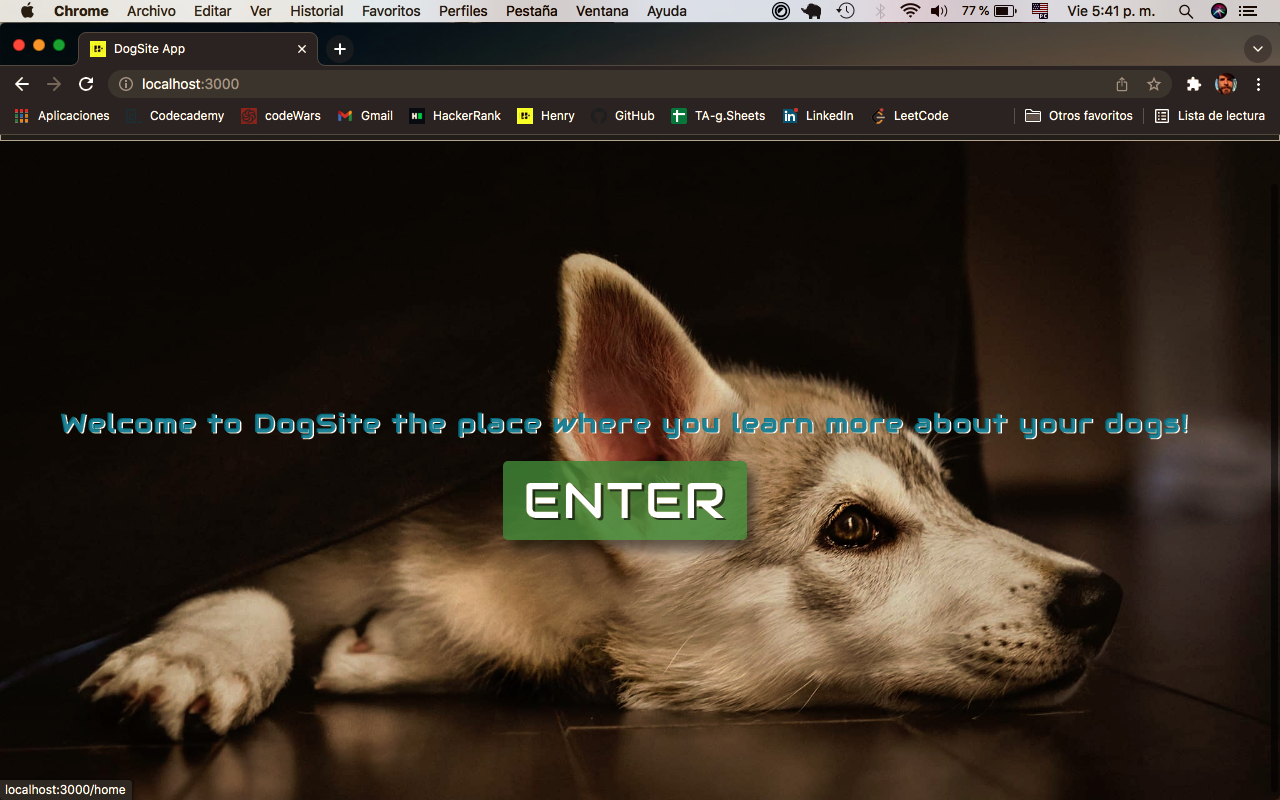 Chrome Archivo Editar Ver Historial Favoritos Perfiles Pestaña Ventana Ayuda 77 % Vie 5:41 p. m.
DogSite App
localhost:3000
Aplicaciones Codecademy codeWars Gmail HackerRank Henry GitHub TA-g.Sheets LinkedIn LeetCode Otros favoritos Lista de lectura
Welcome to DogSite the place where you learn more about your dogs!
ENTER
localhost:3000/home